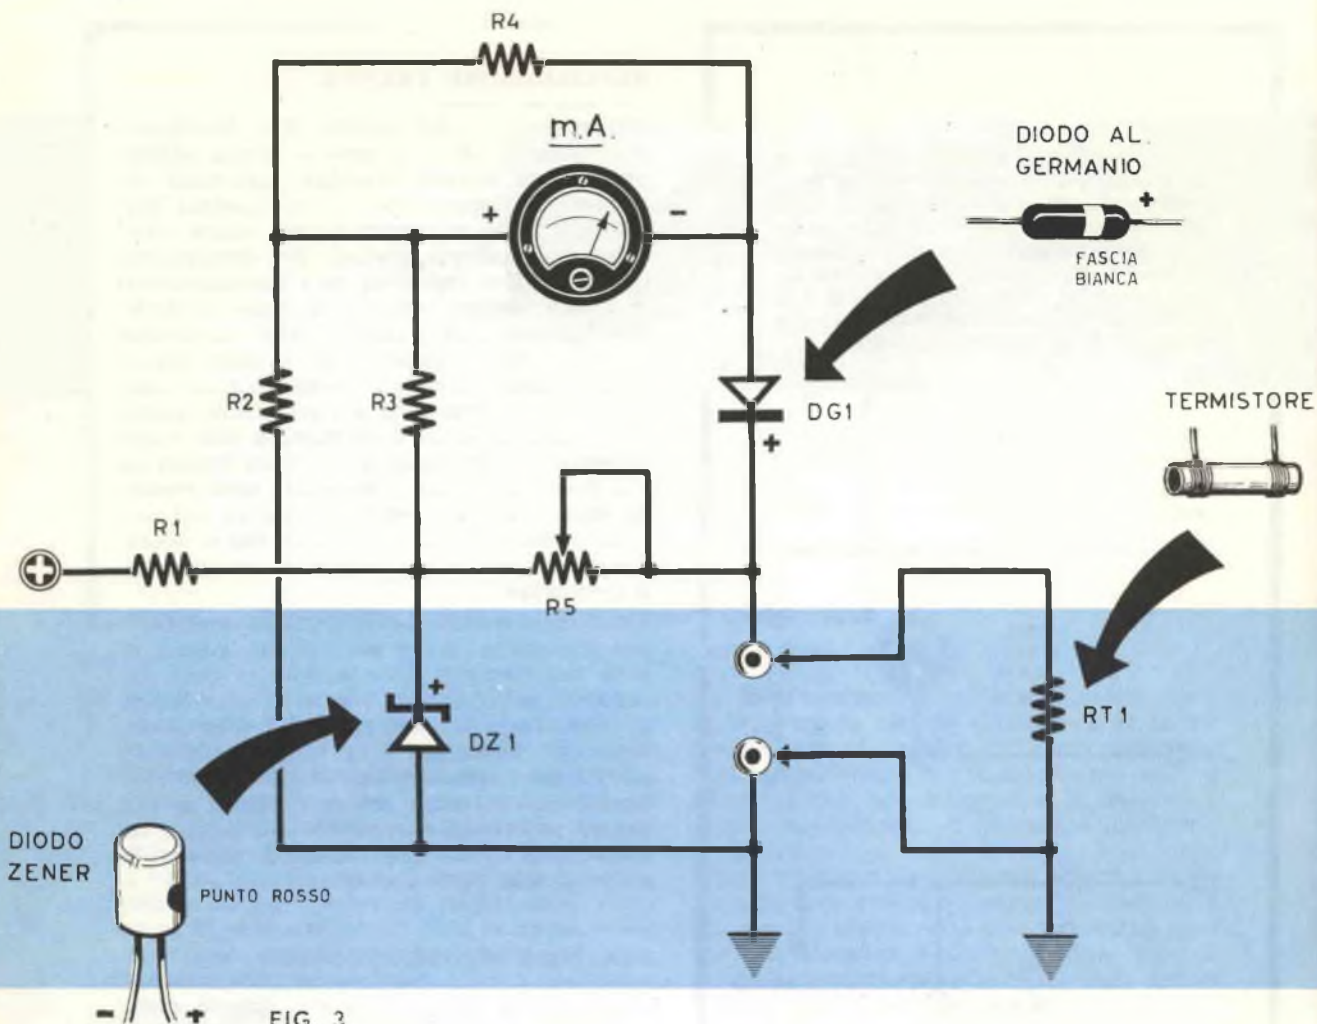 R4
m.A.
+
-
DIODO AL
GERMANIO
+
FASCIA
BIANCA
R2
R3
DG1
+
TERMISTORE
R1
+
R5
+
DZ1
RT1
DIODO
ZENER
PUNTO ROSSO
- +
FIG. 3